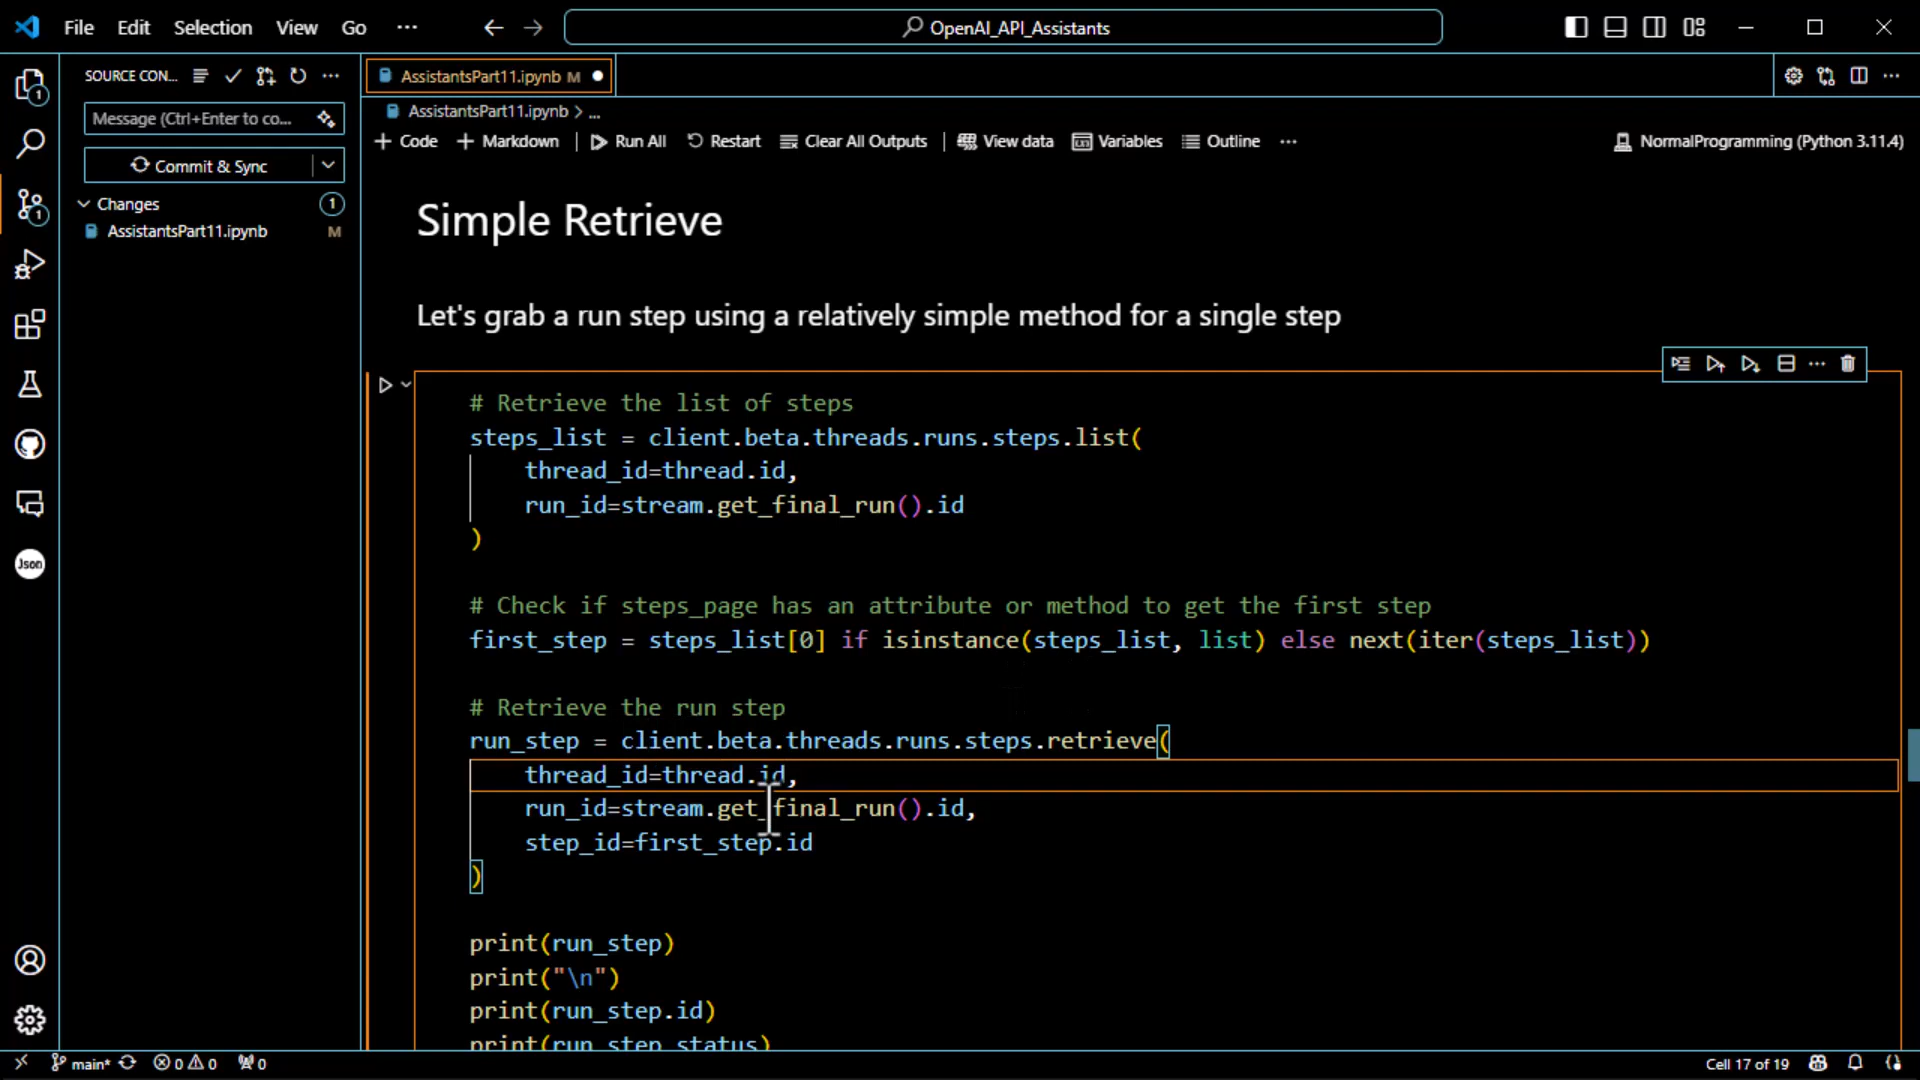 File Edit Selection View Go ···
OpenAI_API_Assistants
SOURCE CON...
AssistantsPart11.ipynb M
Message (Ctrl+Enter to co...
AssistantsPart11.ipynb > ...
+ Code + Markdown Run All Restart Clear All Outputs View data Variables Outline ···
NormalProgramming (Python 3.11.4)
Commit & Sync
Changes 1
AssistantsPart11.ipynb M
1
1
Json
Simple Retrieve
Let's grab a run step using a relatively simple method for a single step
# Retrieve the list of steps
steps_list = client.beta.threads.runs.steps.list(
thread_id=thread.id,
run_id=stream.get_final_run().id
)
# Check if steps_page has an attribute or method to get the first step
first_step = steps_list[0] if isinstance(steps_list, list) else next(iter(steps_list))
# Retrieve the run step
run_step = client.beta.threads.runs.steps.retrieve(
thread_id=thread.id,
run_id=stream.get_final_run().id,
step_id=first_step.id
)
print(run_step)
print("\n")
print(run_step.id)
print(run_step.status)
main* 0 0 0
Cell 17 of 19